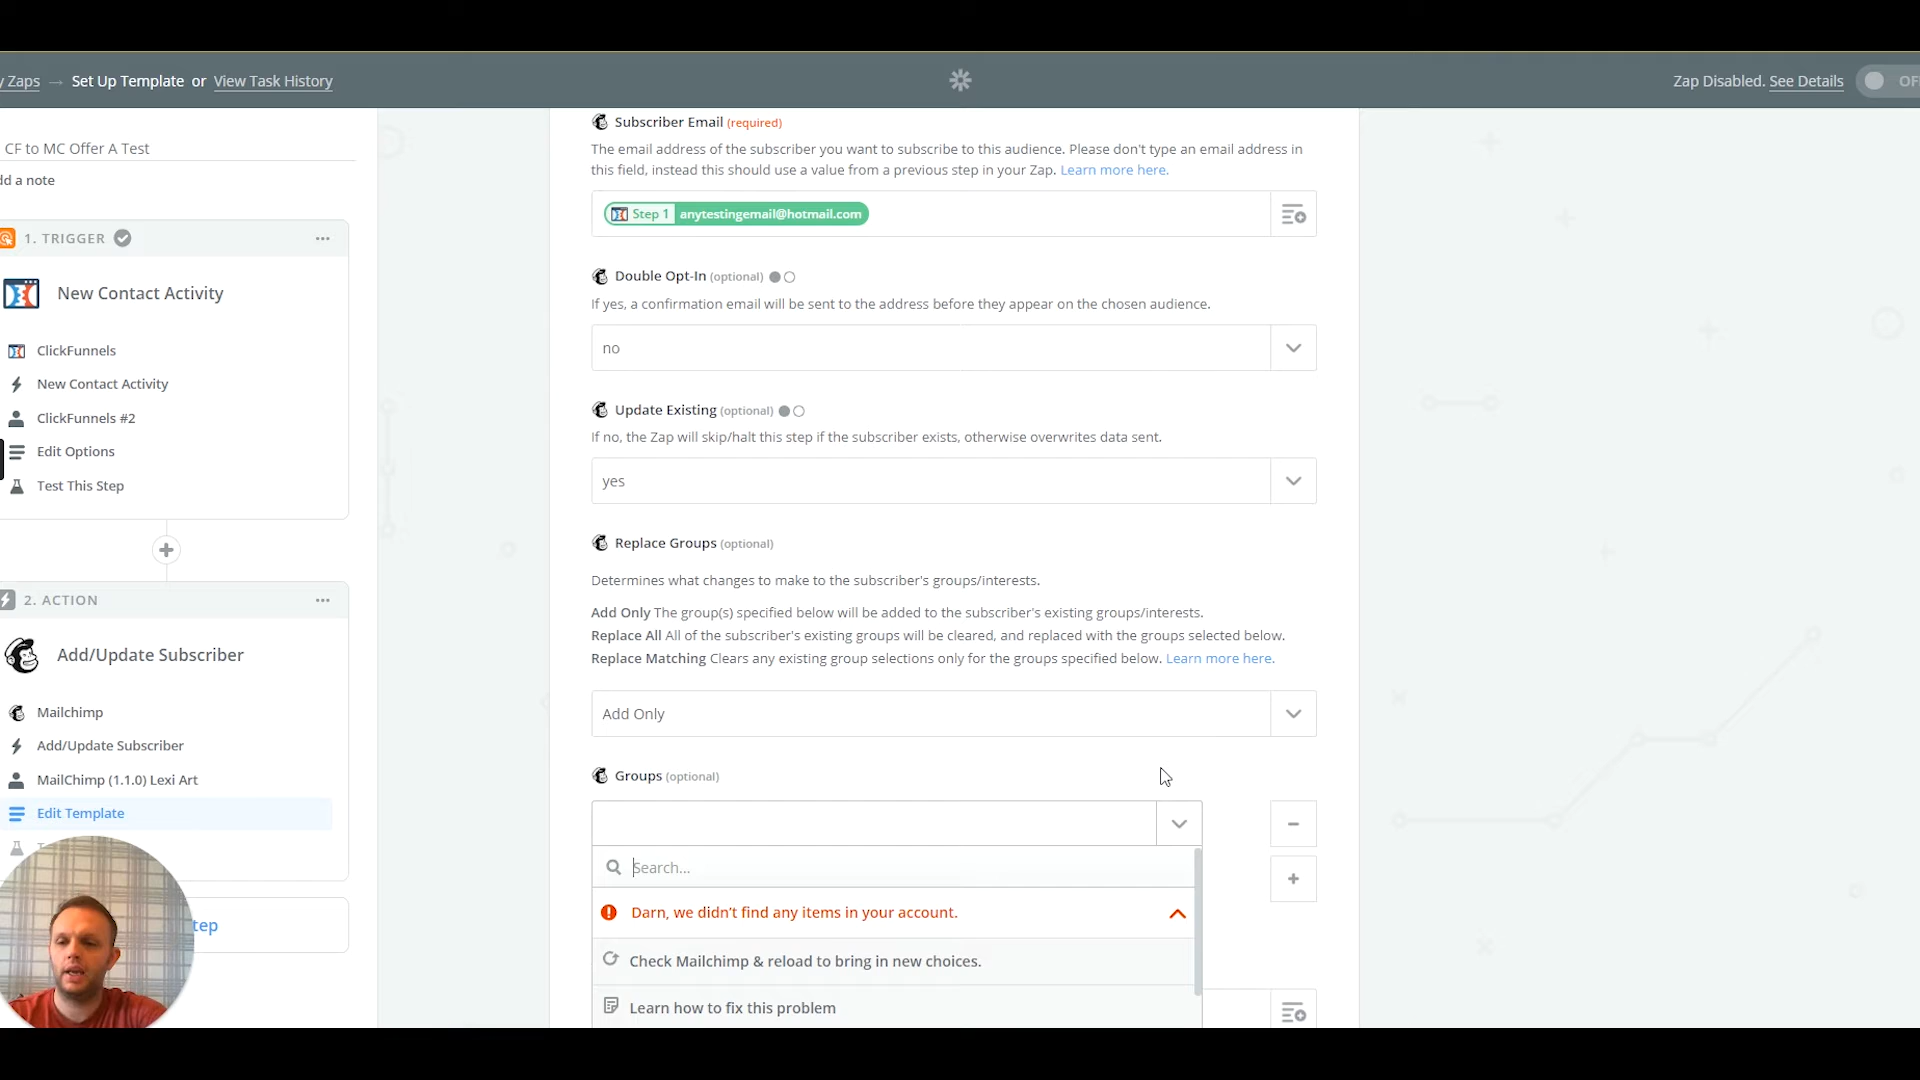 y Zaps → Set Up Template or View Task History
Zap Disabled. See Details
CF to MC Offer A Test
dd a note
1. TRIGGER
New Contact Activity
ClickFunnels
New Contact Activity
ClickFunnels #2
Edit Options
Test This Step
2. ACTION
Add/Update Subscriber
Mailchimp
Add/Update Subscriber
MailChimp (1.1.0) Lexi Art
Edit Template
tep
Subscriber Email (required)
The email address of the subscriber you want to subscribe to this audience. Please don't type an email address in
this field, instead this should use a value from a previous step in your Zap. Learn more here.
Step 1 anytestingemail@hotmail.com
Double Opt-In (optional)
If yes, a confirmation email will be sent to the address before they appear on the chosen audience.
no
Update Existing (optional)
If no, the Zap will skip/halt this step if the subscriber exists, otherwise overwrites data sent.
yes
Replace Groups (optional)
Determines what changes to make to the subscriber's groups/interests.
Add Only The group(s) specified below will be added to the subscriber's existing groups/interests.
Replace All All of the subscriber's existing groups will be cleared, and replaced with the groups selected below.
Replace Matching Clears any existing group selections only for the groups specified below. Learn more here.
Add Only
Groups (optional)
Search...
Darn, we didn't find any items in your account.
Check Mailchimp & reload to bring in new choices.
Learn how to fix this problem